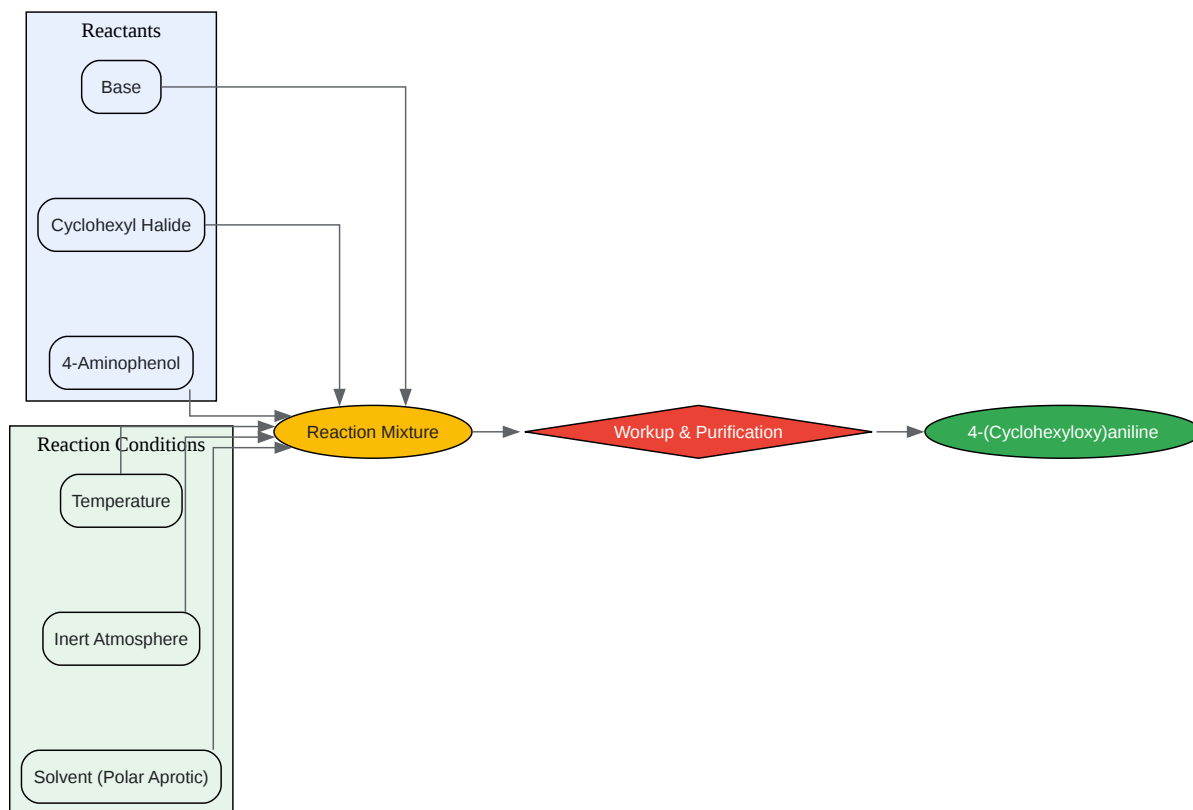 Reactants
Base
Cyclohexyl Halide
4-Aminophenol
Reaction Conditions
Temperature
Inert Atmosphere
Solvent (Polar Aprotic)
Reaction Mixture
Workup & Purification
4-(Cyclohexyloxy)aniline